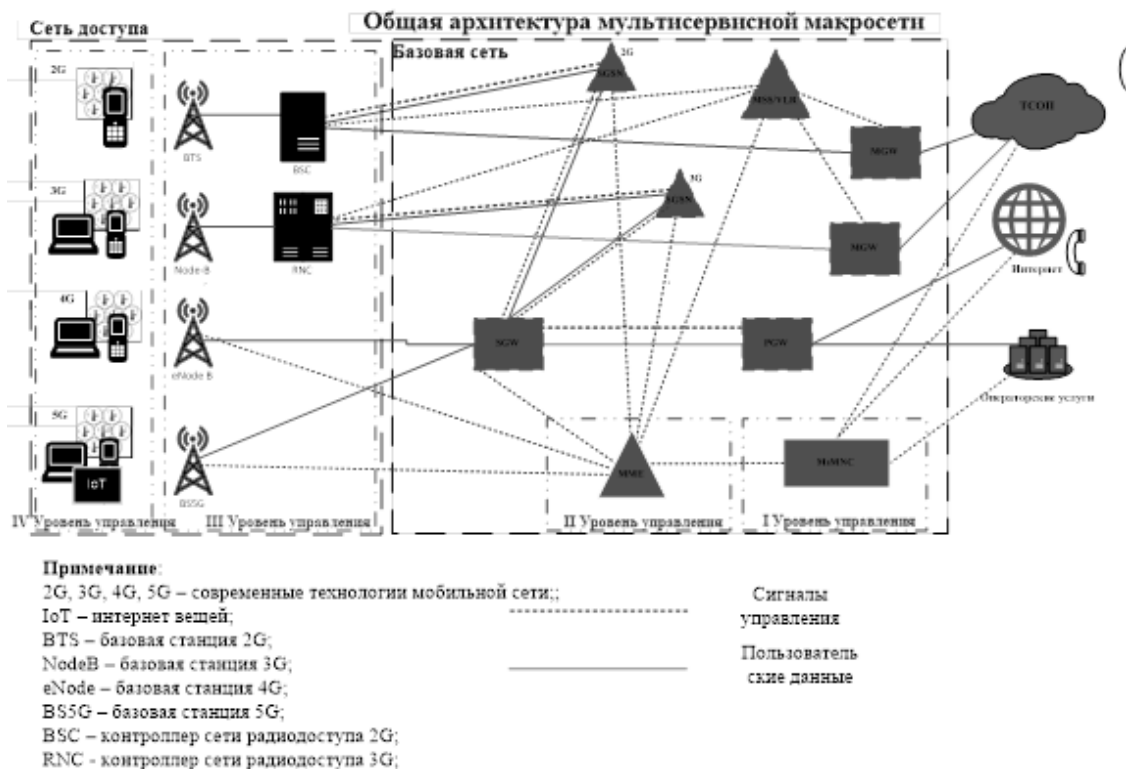 Общая архитектура мультисервисной макросети
Сеть доступа
Базовая сеть
2G
BTS
BSC
2G
SGSN
MSS/VLR
MGW
ТСОП
3G
Node-B
RNC
3G
SGSN
MGW
Интернет
4G
eNode B
SGW
PGW
Операторские услуги
5G
IoT
BS5G
MME
MsMNC
IV Уровень управления
III Уровень управления
II Уровень управления
I Уровень управления
Примечание:
2G, 3G, 4G, 5G – современные технологии мобильной сети;;
IoT – интернет вещей;
BTS – базовая станция 2G;
NodeB – базовая станция 3G;
eNode – базовая станция 4G;
BS5G – базовая станция 5G;
BSC – контроллер сети радиодоступа 2G;
RNC - контроллер сети радиодоступа 3G;
Сигналы
управления
Пользователь
ские данные